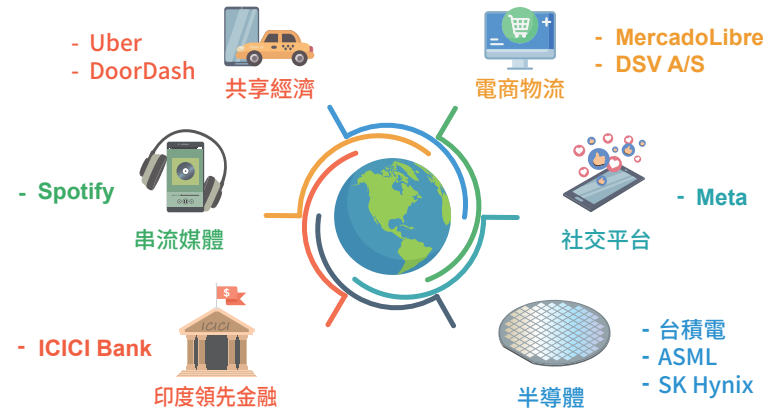 - Uber
- DoorDash
共享經濟
電商物流
- MercadoLibre
- DSV A/S
- Spotify
串流媒體
社交平台
- Meta
- ICICI Bank
$
ICICI
印度領先金融
半導體
- 台積電
- ASML
- SK Hynix